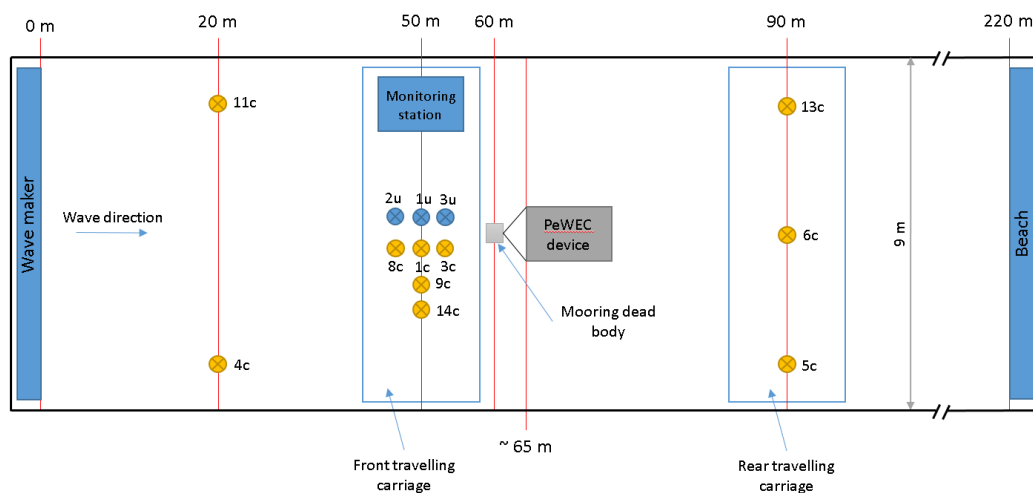 0 m
20 m
50 m
60 m
90 m
220 m
Monitoring
station
11c
13c
2u
1u
3u
Wave maker
Wave direction
PeWEC
device
6c
9 m
Beach
8c
1c
3c
9c
14c
Mooring dead
body
4c
5c
~ 65 m
Front travelling
carriage
Rear travelling
carriage